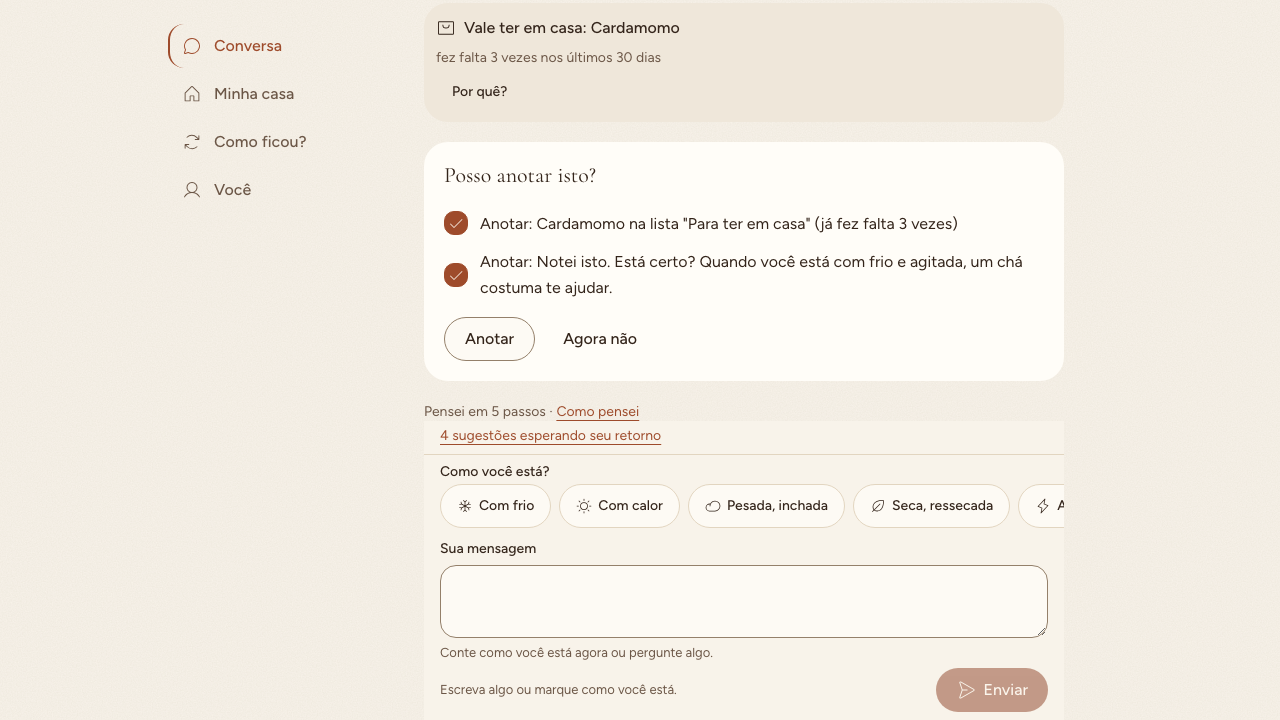 Conversa
Minha casa
Como ficou?
Você
Vale ter em casa: Cardamomo
fez falta 3 vezes nos últimos 30 dias
Por quê?
Posso anotar isto?
Anotar: Cardamomo na lista "Para ter em casa" (já fez falta 3 vezes)
Anotar: Notei isto. Está certo? Quando você está com frio e agitada, um chá
costuma te ajudar.
Anotar
Agora não
Pensei em 5 passos · Como pensei
4 sugestões esperando seu retorno
Como você está?
Com frio
Com calor
Pesada, inchada
Seca, ressecada
Sua mensagem
Conte como você está agora ou pergunte algo.
Escreva algo ou marque como você está.
Enviar